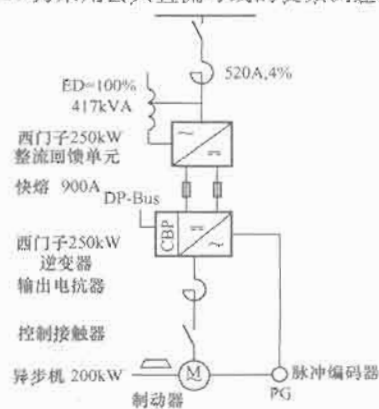 520A,4%
ED=100%
417kVA
西门子250kW
整流回馈单元
快熔 900A
DP-Bus
CBP
西门子250kW
逆变器
输出电抗器
控制接触器
异步机 200kW
M
脉冲编码器
PG
制动器